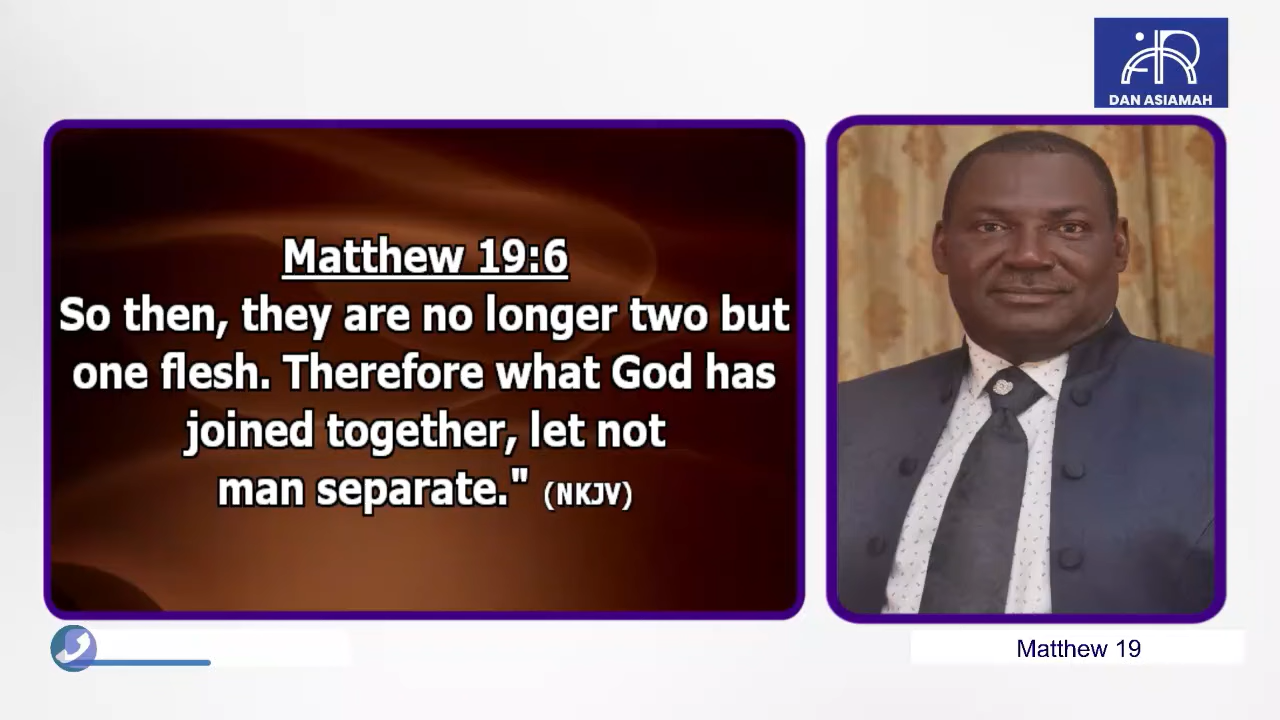 DAN ASIAMAH
Matthew 19:6
So then, they are no longer two but
one flesh. Therefore what God has
joined together, let not
man separate." (NKJV)
Matthew 19